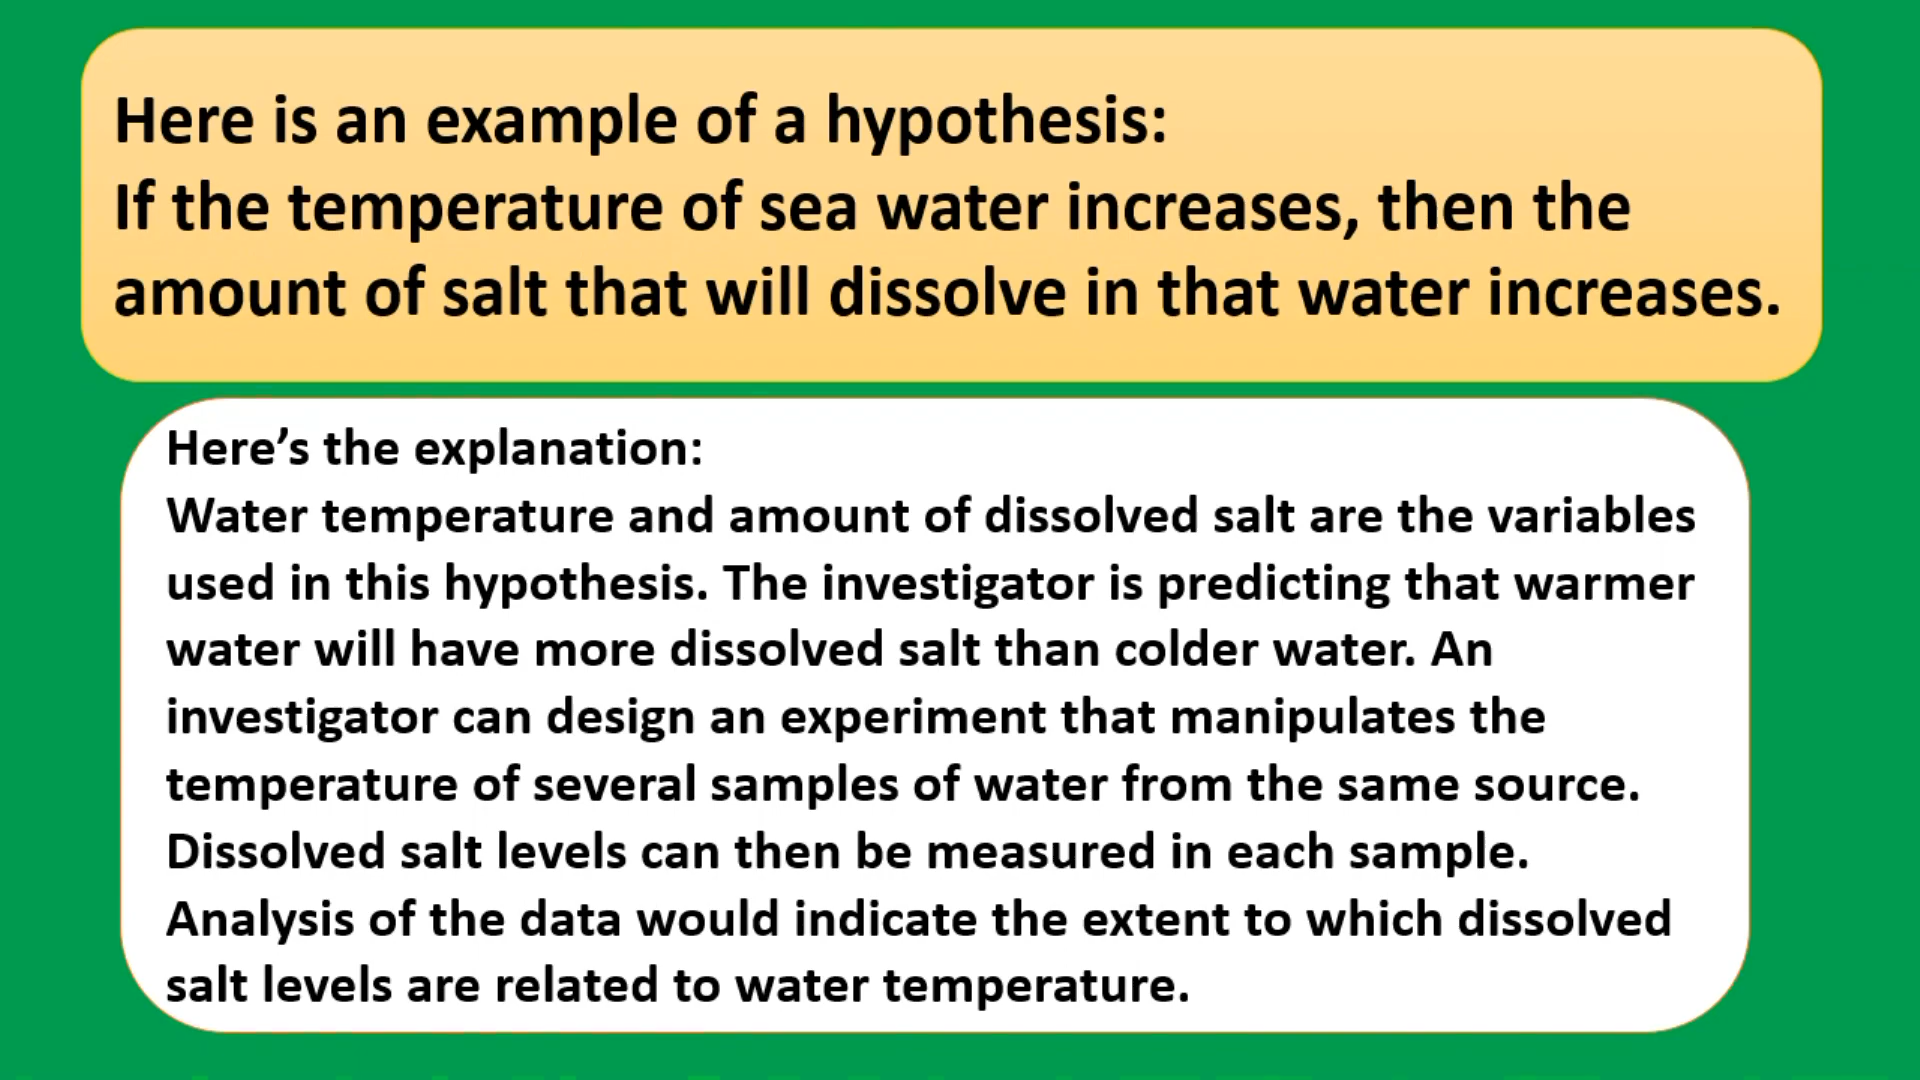 Here is an example of a hypothesis:
If the temperature of sea water increases, then the
amount of salt that will dissolve in that water increases.
Here’s the explanation:
Water temperature and amount of dissolved salt are the variables
used in this hypothesis. The investigator is predicting that warmer
water will have more dissolved salt than colder water. An
investigator can design an experiment that manipulates the
temperature of several samples of water from the same source.
Dissolved salt levels can then be measured in each sample.
Analysis of the data would indicate the extent to which dissolved
salt levels are related to water temperature.